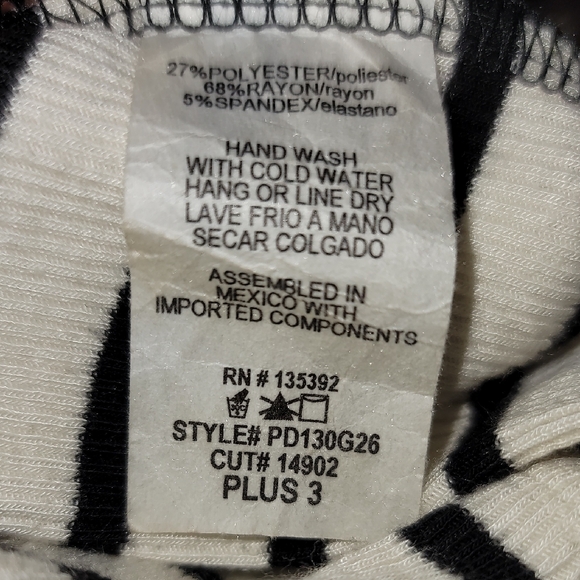 27%POLYESTER/poliester
68%RAYON/rayon
5%SPANDEX/elastano
HAND WASH
WITH COLD WATER
HANG OR LINE DRY
LAVE FRIO A MANO
SECAR COLGADO
ASSEMBLED IN
MEXICO WITH
IMPORTED COMPONENTS
RN # 135392
STYLE# PD130G26
CUT# 14902
PLUS 3